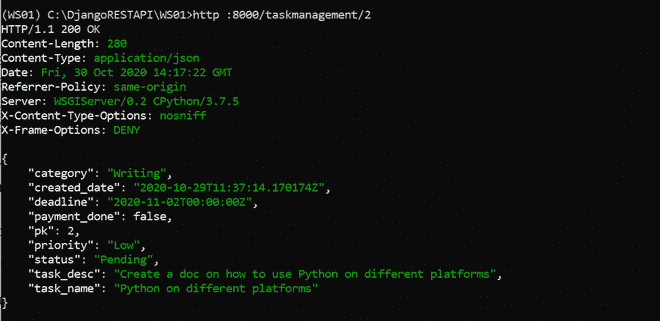 (WS01) C:\DjangoRESTAPI\WS01>http :8000/taskmanagement/2
HTTP/1.1 200 OK
Content-Length: 280
Content-Type: application/json
Date: Fri, 30 Oct 2020 14:17:22 GMT
Referrer-Policy: same-origin
Server: WSGIServer/0.2 CPython/3.7.5
X-Content-Type-Options: nosniff
X-Frame-Options: DENY
{
    "category": "Writing",
    "created_date": "2020-10-29T11:37:14.170174Z",
    "deadline": "2020-11-02T00:00:00Z",
    "payment_done": false,
    "pk": 2,
    "priority": "Low",
    "status": "Pending",
    "task_desc": "Create a doc on how to use Python on different platforms",
    "task_name": "Python on different platforms"
}